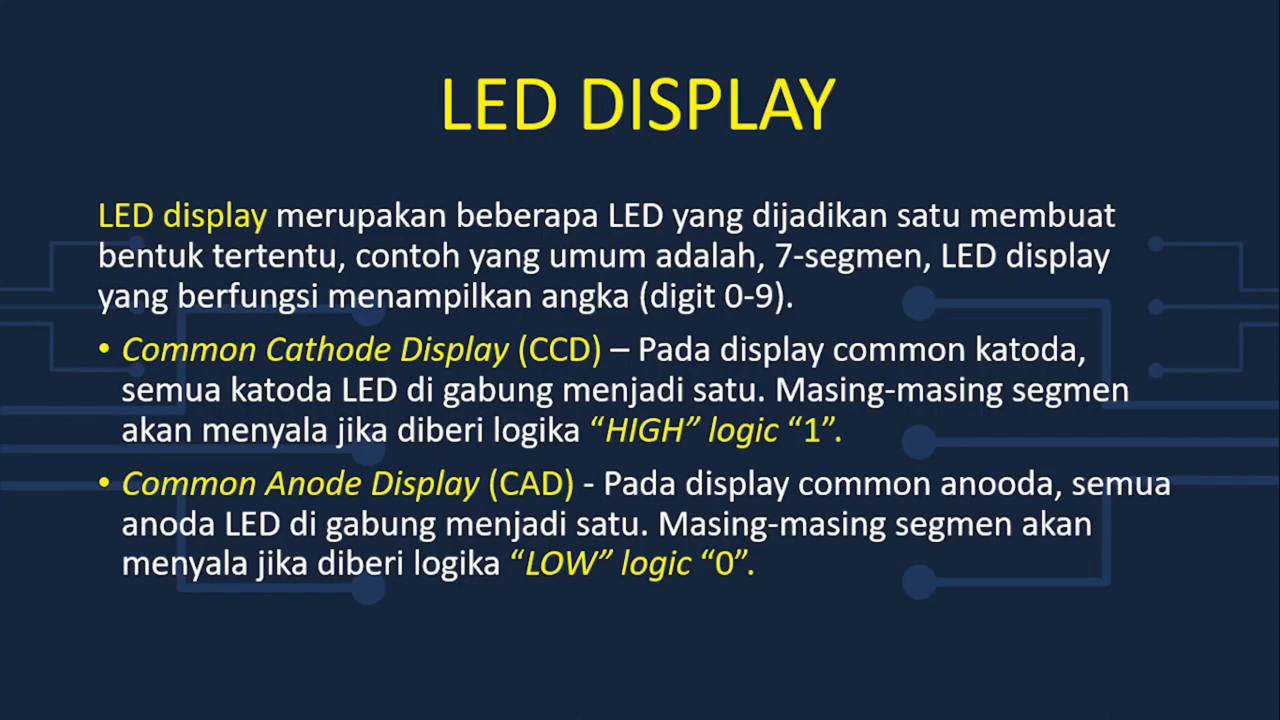 LED DISPLAY
LED display merupakan beberapa LED yang dijadikan satu membuat
bentuk tertentu, contoh yang umum adalah, 7-segmen, LED display
yang berfungsi menampilkan angka (digit 0-9).
• Common Cathode Display (CCD) – Pada display common katoda,
semua katoda LED di gabung menjadi satu. Masing-masing segmen
akan menyala jika diberi logika “HIGH” logic “1”.
• Common Anode Display (CAD) - Pada display common anooda, semua
anoda LED di gabung menjadi satu. Masing-masing segmen akan
menyala jika diberi logika “LOW” logic “0”.